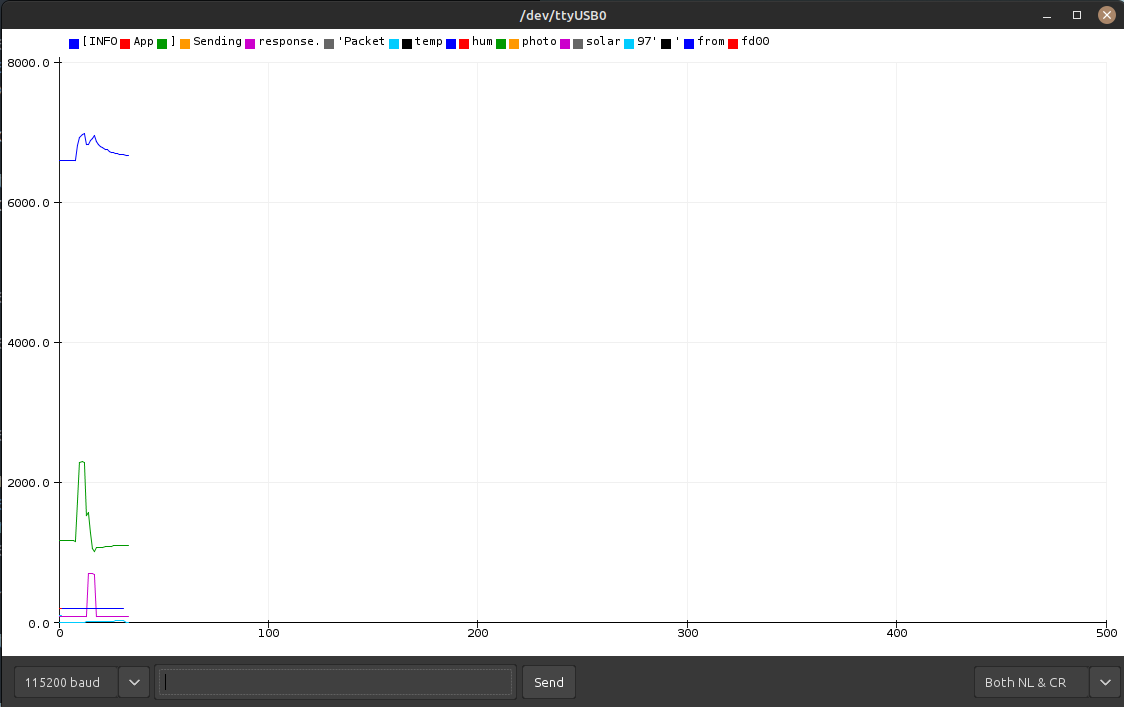 /dev/ttyUSB0
[INFO App ] Sending response. 'Packet temp hum photo solar 97' ' from fd00
8000.0
6000.0
4000.0
2000.0
0.0
0 100 200 300 400 500
115200 baud Send Both NL & CR